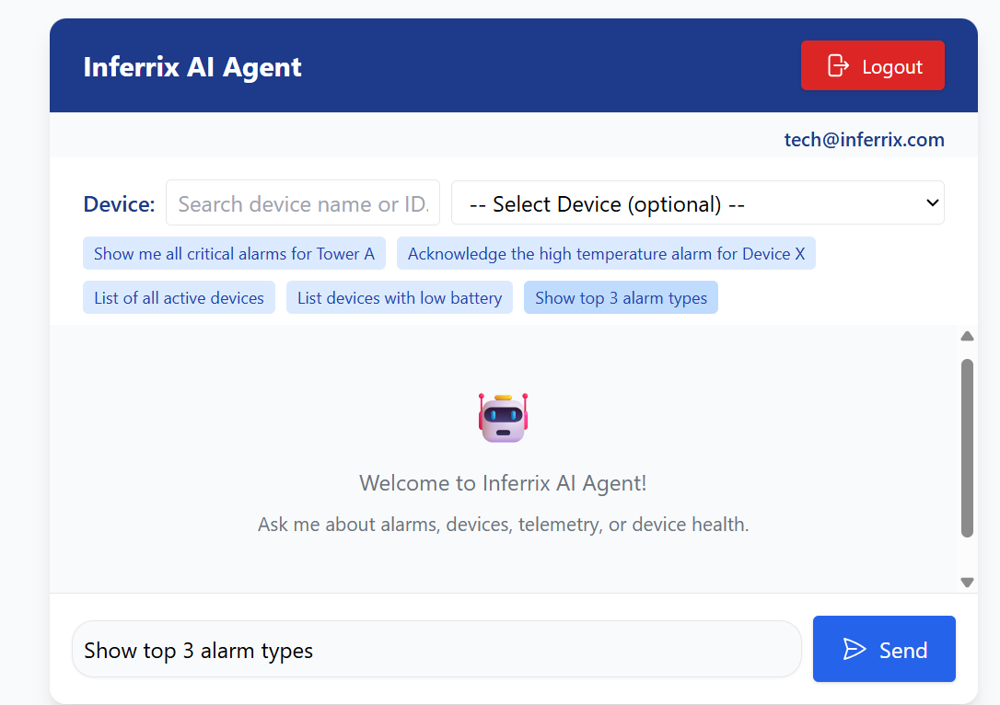 Inferrix AI Agent
Logout
tech@inferrix.com
Device:
Search device name or ID.
-- Select Device (optional) --
Show me all critical alarms for Tower A
Acknowledge the high temperature alarm for Device X
List of all active devices
List devices with low battery
Show top 3 alarm types
Welcome to Inferrix AI Agent!
Ask me about alarms, devices, telemetry, or device health.
Show top 3 alarm types
Send